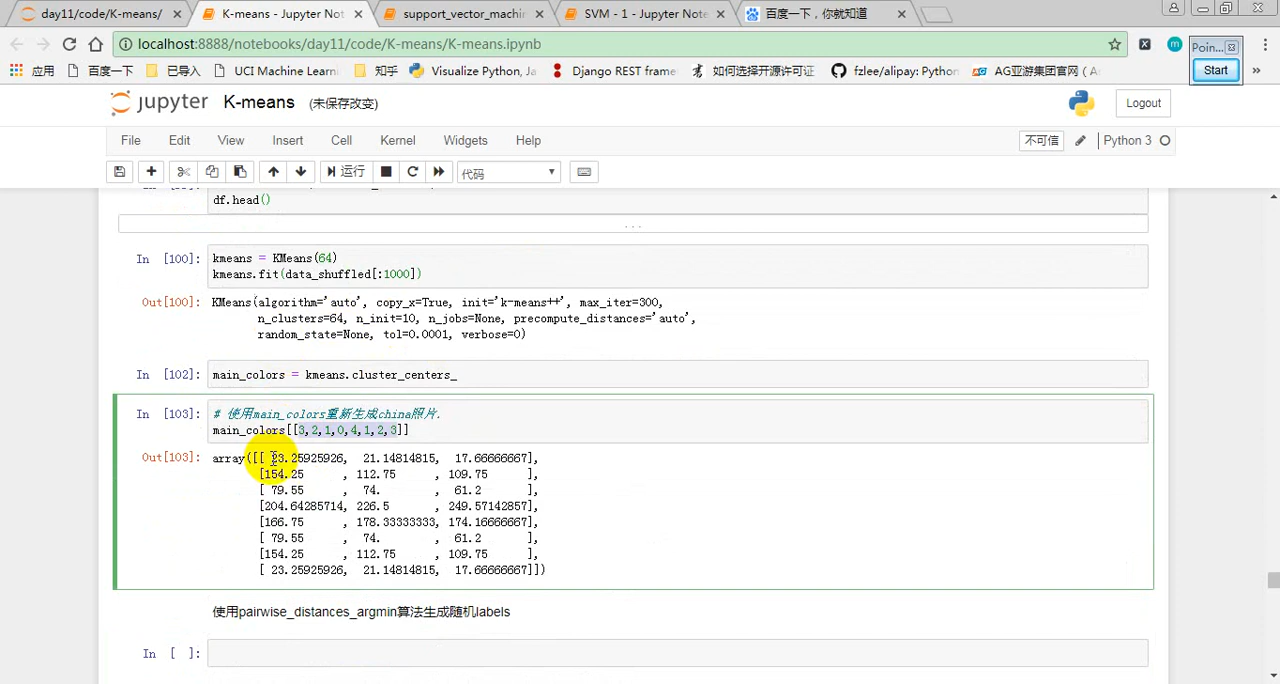 day11/code/K-means/
K-means - Jupyter Not
support_vector_machin
SVM - 1 - Jupyter Note
百度一下，你就知道
localhost:8888/notebooks/day11/code/K-means/K-means.ipynb
X
m
Poin...
Start
应用
百度一下
已导入
UCI Machine Learni
知乎
Visualize Python, Ja
Django REST frame
如何选择开源许可证
fzlee/alipay: Python
AG亚游集团官网（A
»
jupyter K-means (未保存改变)
Logout
File Edit View Insert Cell Kernel Widgets Help
不可信
Python 3
运行
代码
df.head()
...
In [100]: kmeans = KMeans(64)
kmeans.fit(data_shuffled[:1000])
Out[100]: KMeans(algorithm='auto', copy_x=True, init='k-means++', max_iter=300,
n_clusters=64, n_init=10, n_jobs=None, precompute_distances='auto',
random_state=None, tol=0.0001, verbose=0)
In [102]: main_colors = kmeans.cluster_centers_
In [103]: # 使用main_colors重新生成china照片.
main_colors[[3,2,1,0,4,1,2,3]]
Out[103]: array([[ 23.25925926, 21.14814815, 17.66666667],
[154.25 , 112.75 , 109.75 ],
[ 79.55 , 74. , 61.2 ],
[204.64285714, 226.5 , 249.57142857],
[166.75 , 178.33333333, 174.16666667],
[ 79.55 , 74. , 61.2 ],
[154.25 , 112.75 , 109.75 ],
[ 23.25925926, 21.14814815, 17.66666667]])
使用pairwise_distances_argmin算法生成随机labels
In [ ]: